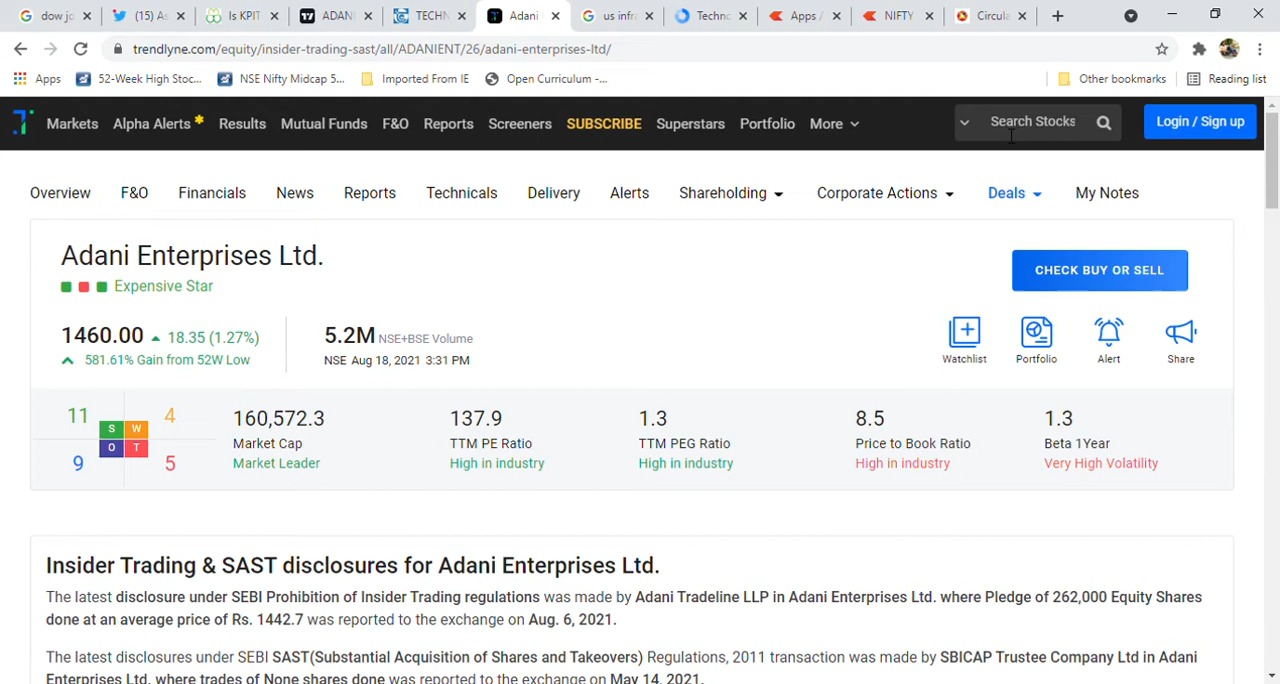 dow jo
(15) As
Is KPIT
ADANI
TECHN
Adani
us infra
Techno
Apps /
NIFTY
Circula
trendlyne.com/equity/insider-trading-sast/all/ADANIENT/26/adani-enterprises-ltd/
Apps 52-Week High Stoc... NSE Nifty Midcap 5... Imported From IE Open Curriculum -... Other bookmarks Reading list
Markets Alpha Alerts Results Mutual Funds F&O Reports Screeners SUBSCRIBE Superstars Portfolio More Search Stocks Login / Sign up
Overview F&O Financials News Reports Technicals Delivery Alerts Shareholding Corporate Actions Deals My Notes
Adani Enterprises Ltd.
Expensive Star
CHECK BUY OR SELL
1460.00 18.35 (1.27%)
581.61% Gain from 52W Low
5.2M NSE+BSE Volume
NSE Aug 18, 2021 3:31 PM
Watchlist Portfolio Alert Share
11 4
S W
O T
9 5
160,572.3
Market Cap
Market Leader
137.9
TTM PE Ratio
High in industry
1.3
TTM PEG Ratio
High in industry
8.5
Price to Book Ratio
High in industry
1.3
Beta 1Year
Very High Volatility
Insider Trading & SAST disclosures for Adani Enterprises Ltd.
The latest disclosure under SEBI Prohibition of Insider Trading regulations was made by Adani Tradeline LLP in Adani Enterprises Ltd. where Pledge of 262,000 Equity Shares
done at an average price of Rs. 1442.7 was reported to the exchange on Aug. 6, 2021.
The latest disclosures under SEBI SAST(Substantial Acquisition of Shares and Takeovers) Regulations, 2011 transaction was made by SBICAP Trustee Company Ltd in Adani
Enterprises Ltd. where trades of None shares done was reported to the exchange on May 14, 2021.